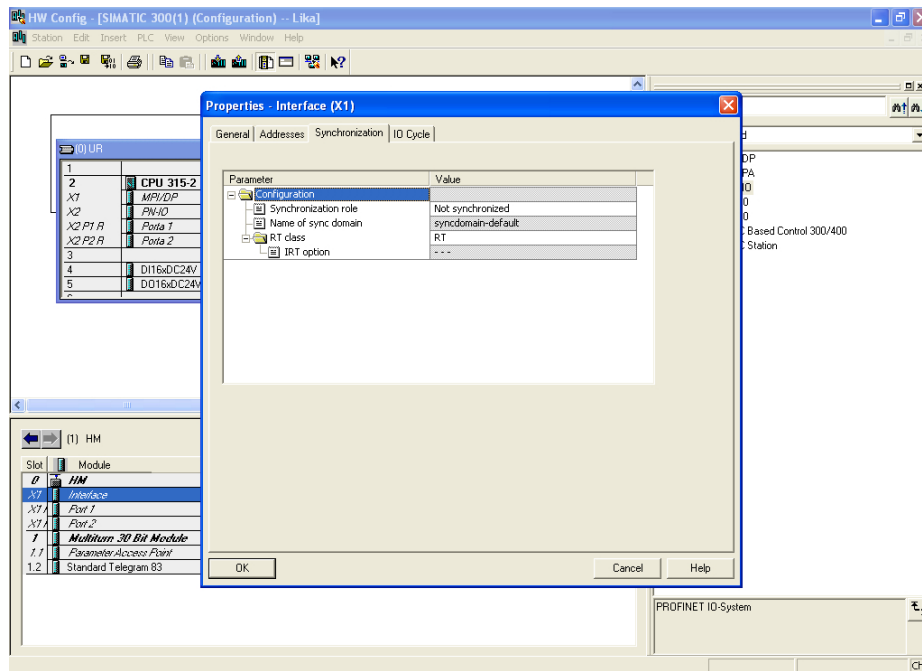 HW Config - [SIMATIC 300(1) (Configuration) -- Lika]
Station Edit Insert PLC View Options Window Help
Properties - Interface (X1)
General Addresses Synchronization IO Cycle
Parameter Value
Configuration
Synchronization role Not synchronized
Name of sync domain syncdomain-default
RT class RT
IRT option - - -
OK Cancel Help
(0) UR
1
2 CPU 315-2
X1 MPI/DP
X2 PN-IO
X2 P1 R Porta 1
X2 P2 R Porta 2
3
4 DI16xDC24V
5 DO16xDC24V
DP
PA
IO
0
0
C Based Control 300/400
C Station
(1) HM
Slot Module
0 HM
X1 Interface
X1 Port 1
X1 Port 2
1 Multiturn 30 Bit Module
1.1 Parameter Access Point
1.2 Standard Telegram 83
PROFINET IO-System